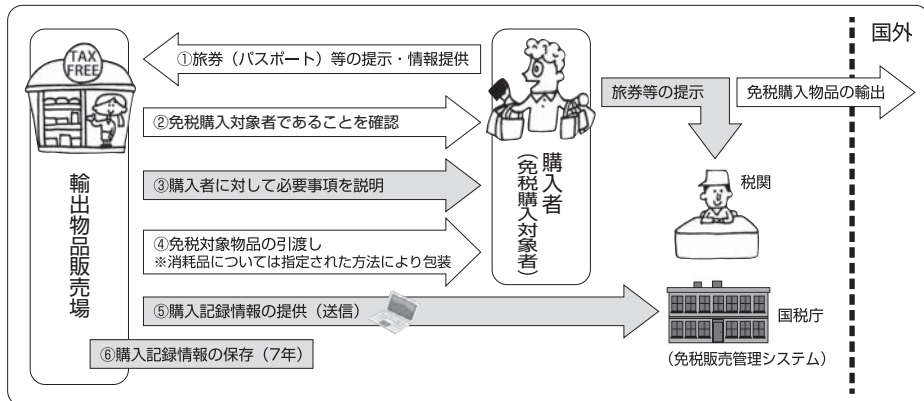 TAX
FREE
輸出物品販売場
①旅券（パスポート）等の提示・情報提供
②免税購入対象者であることを確認
③購入者に対して必要事項を説明
④免税対象物品の引渡し
※消耗品については指定された方法により包装
⑤購入記録情報の提供（送信）
⑥購入記録情報の保存（7年）
購入者
（免税購入対象者）
旅券等の提示
免税購入物品の輸出
国外
税関
国税庁
（免税販売管理システム）